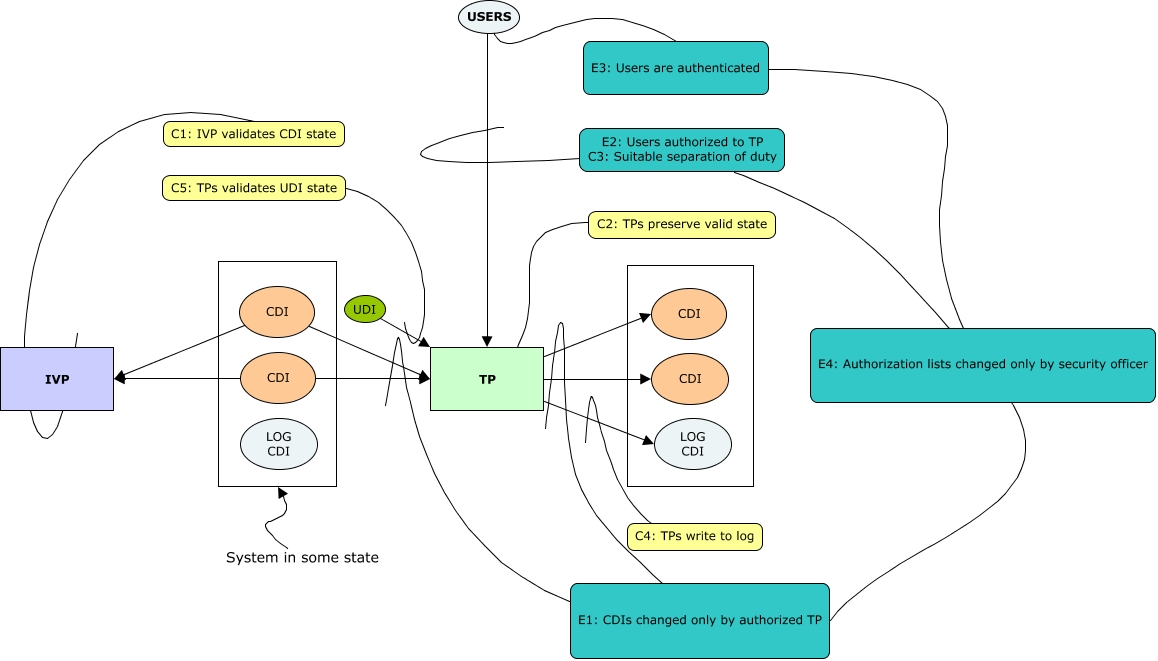 USERS
E3: Users are authenticated
C1: IVP validates CDI state
E2: Users authorized to TP
C3: Suitable separation of duty
C5: TPs validates UDI state
C2: TPs preserve valid state
CDI
UDI
CDI
IVP
CDI
TP
CDI
E4: Authorization lists changed only by security officer
LOG
CDI
LOG
CDI
C4: TPs write to log
System in some state
E1: CDIs changed only by authorized TP